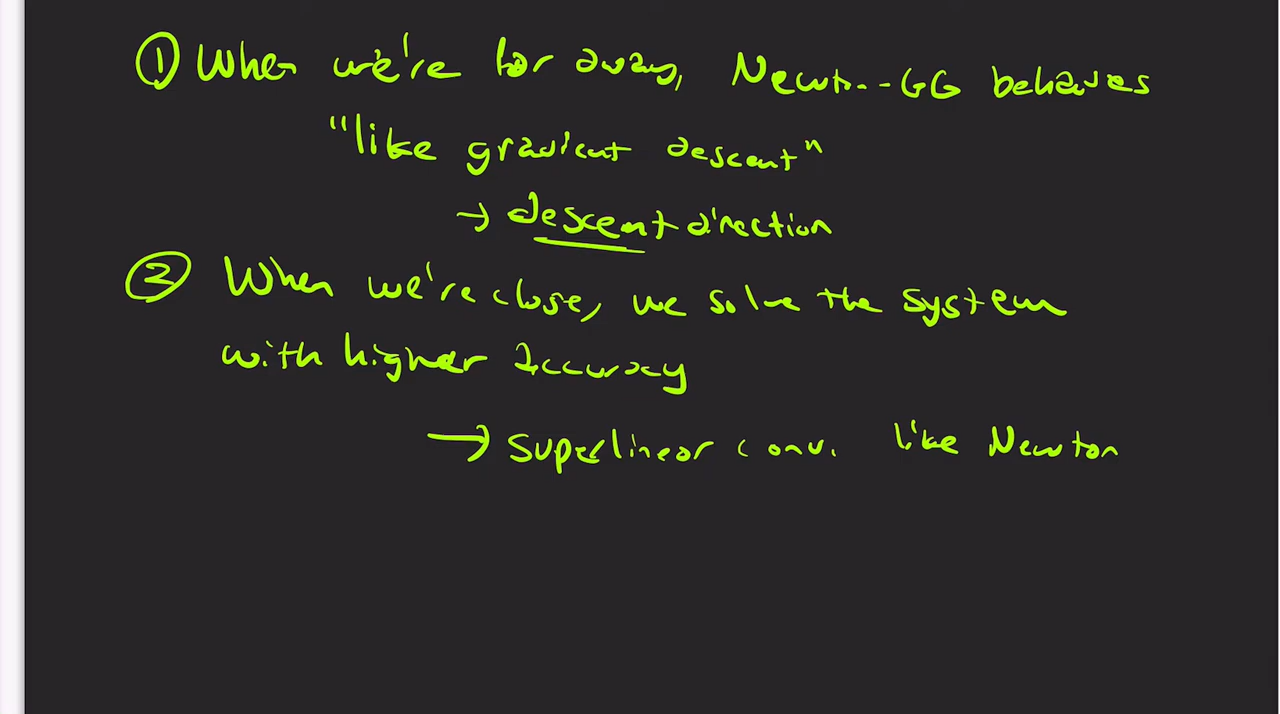 ① When we're far away, Newton-GG behaves
"like gradient descent"
→ descent direction
② When we're close, we solve the system
with higher accuracy
→ superlinear conv. like Newton